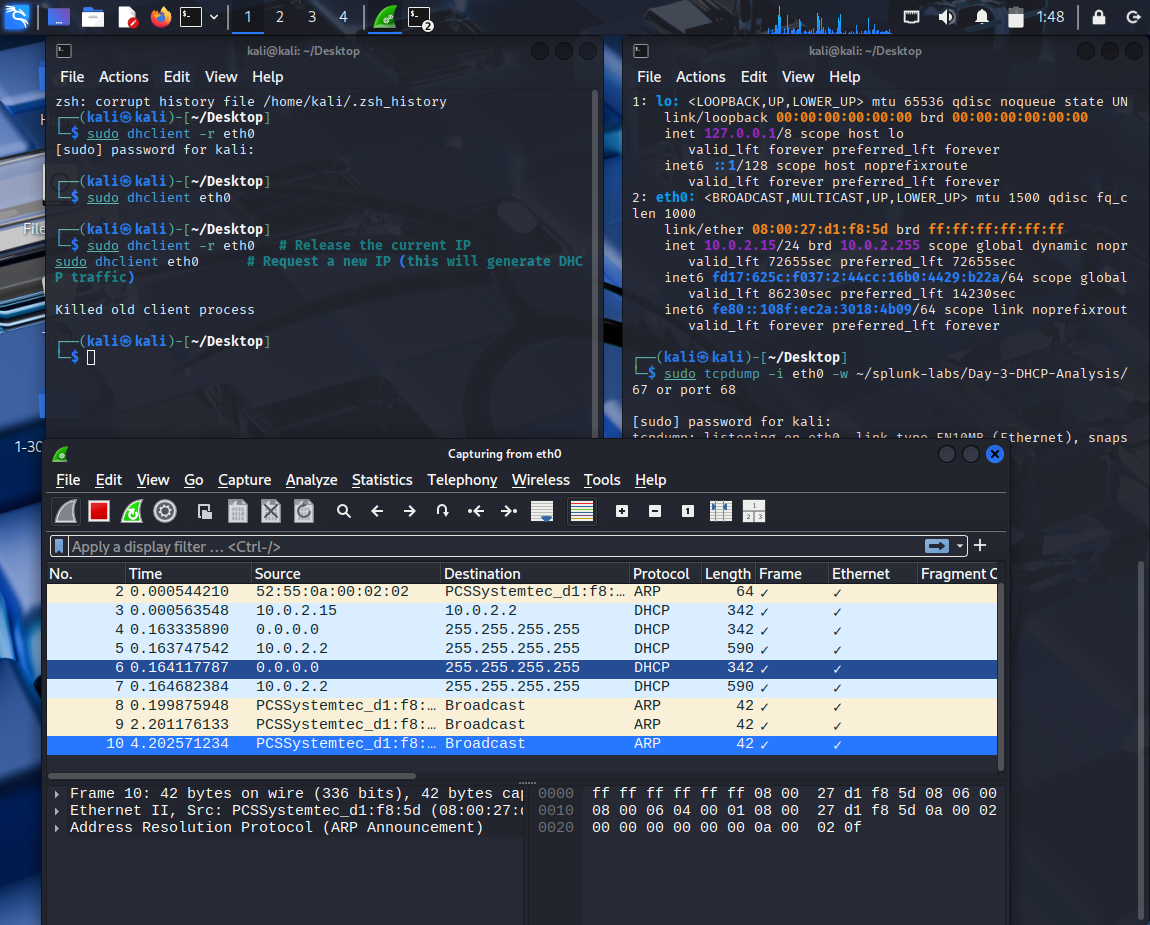 1 2 3 4 2 1:48
kali@kali: ~/Desktop
File Actions Edit View Help
zsh: corrupt history file /home/kali/.zsh_history
┌──(kali㉿kali)-[~/Desktop]
└─$ sudo dhclient -r eth0
[sudo] password for kali:
┌──(kali㉿kali)-[~/Desktop]
└─$ sudo dhclient eth0
┌──(kali㉿kali)-[~/Desktop]
└─$ sudo dhclient -r eth0   # Release the current IP
sudo dhclient eth0      # Request a new IP (this will generate DHC
P traffic)
Killed old client process
┌──(kali㉿kali)-[~/Desktop]
└─$
kali@kali: ~/Desktop
File Actions Edit View Help
1: lo: <LOOPBACK,UP,LOWER_UP> mtu 65536 qdisc noqueue state UN
link/loopback 00:00:00:00:00:00 brd 00:00:00:00:00:00
inet 127.0.0.1/8 scope host lo
valid_lft forever preferred_lft forever
inet6 ::1/128 scope host noprefixroute
valid_lft forever preferred_lft forever
2: eth0: <BROADCAST,MULTICAST,UP,LOWER_UP> mtu 1500 qdisc fq_c
len 1000
link/ether 08:00:27:d1:f8:5d brd ff:ff:ff:ff:ff:ff
inet 10.0.2.15/24 brd 10.0.2.255 scope global dynamic nopr
valid_lft 72655sec preferred_lft 72655sec
inet6 fd17:625c:f037:2:44cc:16b0:4429:b22a/64 scope global
valid_lft 86230sec preferred_lft 14230sec
inet6 fe80::108f:ec2a:3018:4b09/64 scope link noprefixrout
valid_lft forever preferred_lft forever
┌──(kali㉿kali)-[~/Desktop]
└─$ sudo tcpdump -i eth0 -w ~/splunk-labs/Day-3-DHCP-Analysis/
67 or port 68
[sudo] password for kali:
tcpdump: listening on eth0, link-type EN10MB (Ethernet), snaps
File
1-30
Capturing from eth0
File Edit View Go Capture Analyze Statistics Telephony Wireless Tools Help
Apply a display filter … <Ctrl-/>
No. Time Source Destination Protocol Length Frame Ethernet Fragment
2 0.000544210 52:55:0a:00:02:02 PCSSystemtec_d1:f8:… ARP 64 ✓ ✓
3 0.000563548 10.0.2.15 10.0.2.2 DHCP 342 ✓ ✓
4 0.163335890 0.0.0.0 255.255.255.255 DHCP 342 ✓ ✓
5 0.163747542 10.0.2.2 255.255.255.255 DHCP 590 ✓ ✓
6 0.164117787 0.0.0.0 255.255.255.255 DHCP 342 ✓ ✓
7 0.164682384 10.0.2.2 255.255.255.255 DHCP 590 ✓ ✓
8 0.199875948 PCSSystemtec_d1:f8:… Broadcast ARP 42 ✓ ✓
9 2.201176133 PCSSystemtec_d1:f8:… Broadcast ARP 42 ✓ ✓
10 4.202571234 PCSSystemtec_d1:f8:… Broadcast ARP 42 ✓ ✓
Frame 10: 42 bytes on wire (336 bits), 42 bytes cap
Ethernet II, Src: PCSSystemtec_d1:f8:5d (08:00:27:d
Address Resolution Protocol (ARP Announcement)
0000 ff ff ff ff ff ff 08 00 27 d1 f8 5d 08 06 00
0010 08 00 06 04 00 01 08 00 27 d1 f8 5d 0a 00 02
0020 00 00 00 00 00 00 0a 00 02 0f